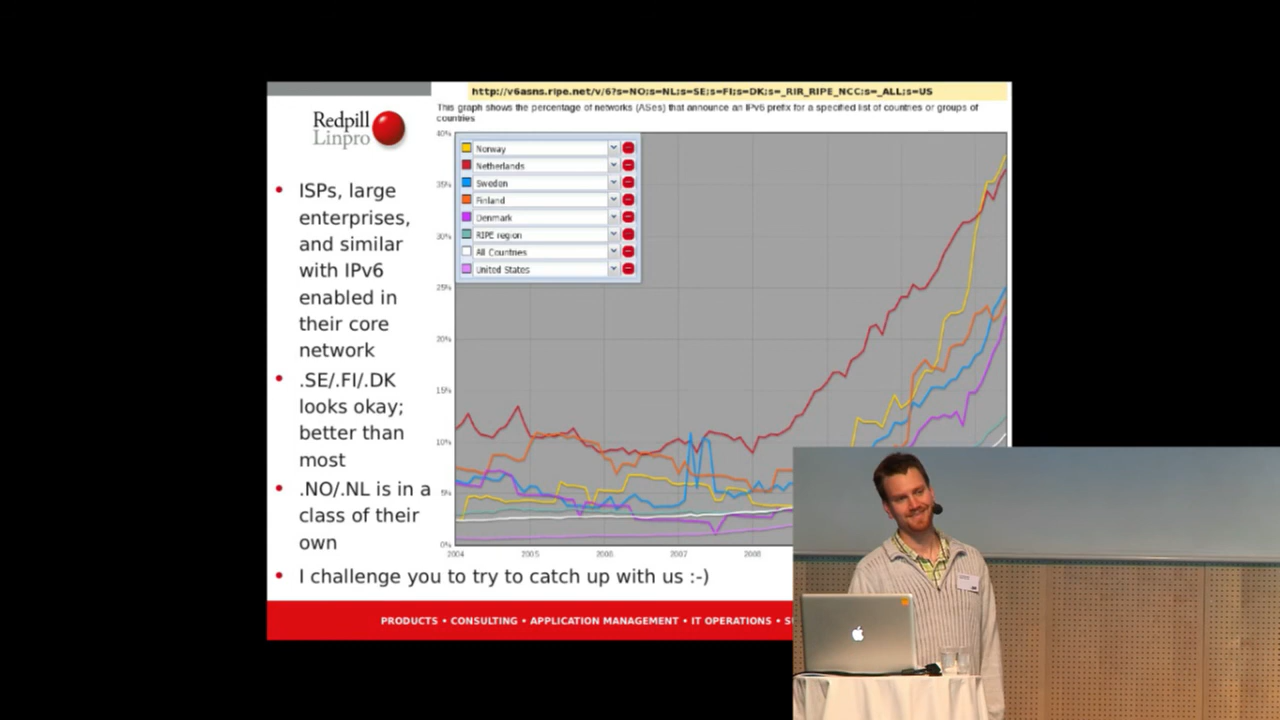 http://v6asns.ripe.net/v/6?s=NO;s=NL;s=SE;s=FI;s=DK;s=_RIR_RIPE_NCC;s=_ALL;s=US
This graph shows the percentage of networks (ASes) that announce an IPv6 prefix for a specified list of countries or groups of
countries
Redpill
Linpro
40%
35%
30%
25%
20%
15%
10%
5%
0%
Norway
Netherlands
Sweden
Finland
Denmark
RIPE region
All Countries
United States
2004
2005
2006
2007
2008
• ISPs, large
enterprises,
and similar
with IPv6
enabled in
their core
network
• .SE/.FI/.DK
looks okay;
better than
most
• .NO/.NL is in a
class of their
own
• I challenge you to try to catch up with us :-)
PRODUCTS • CONSULTING • APPLICATION MANAGEMENT • IT OPERATIONS •